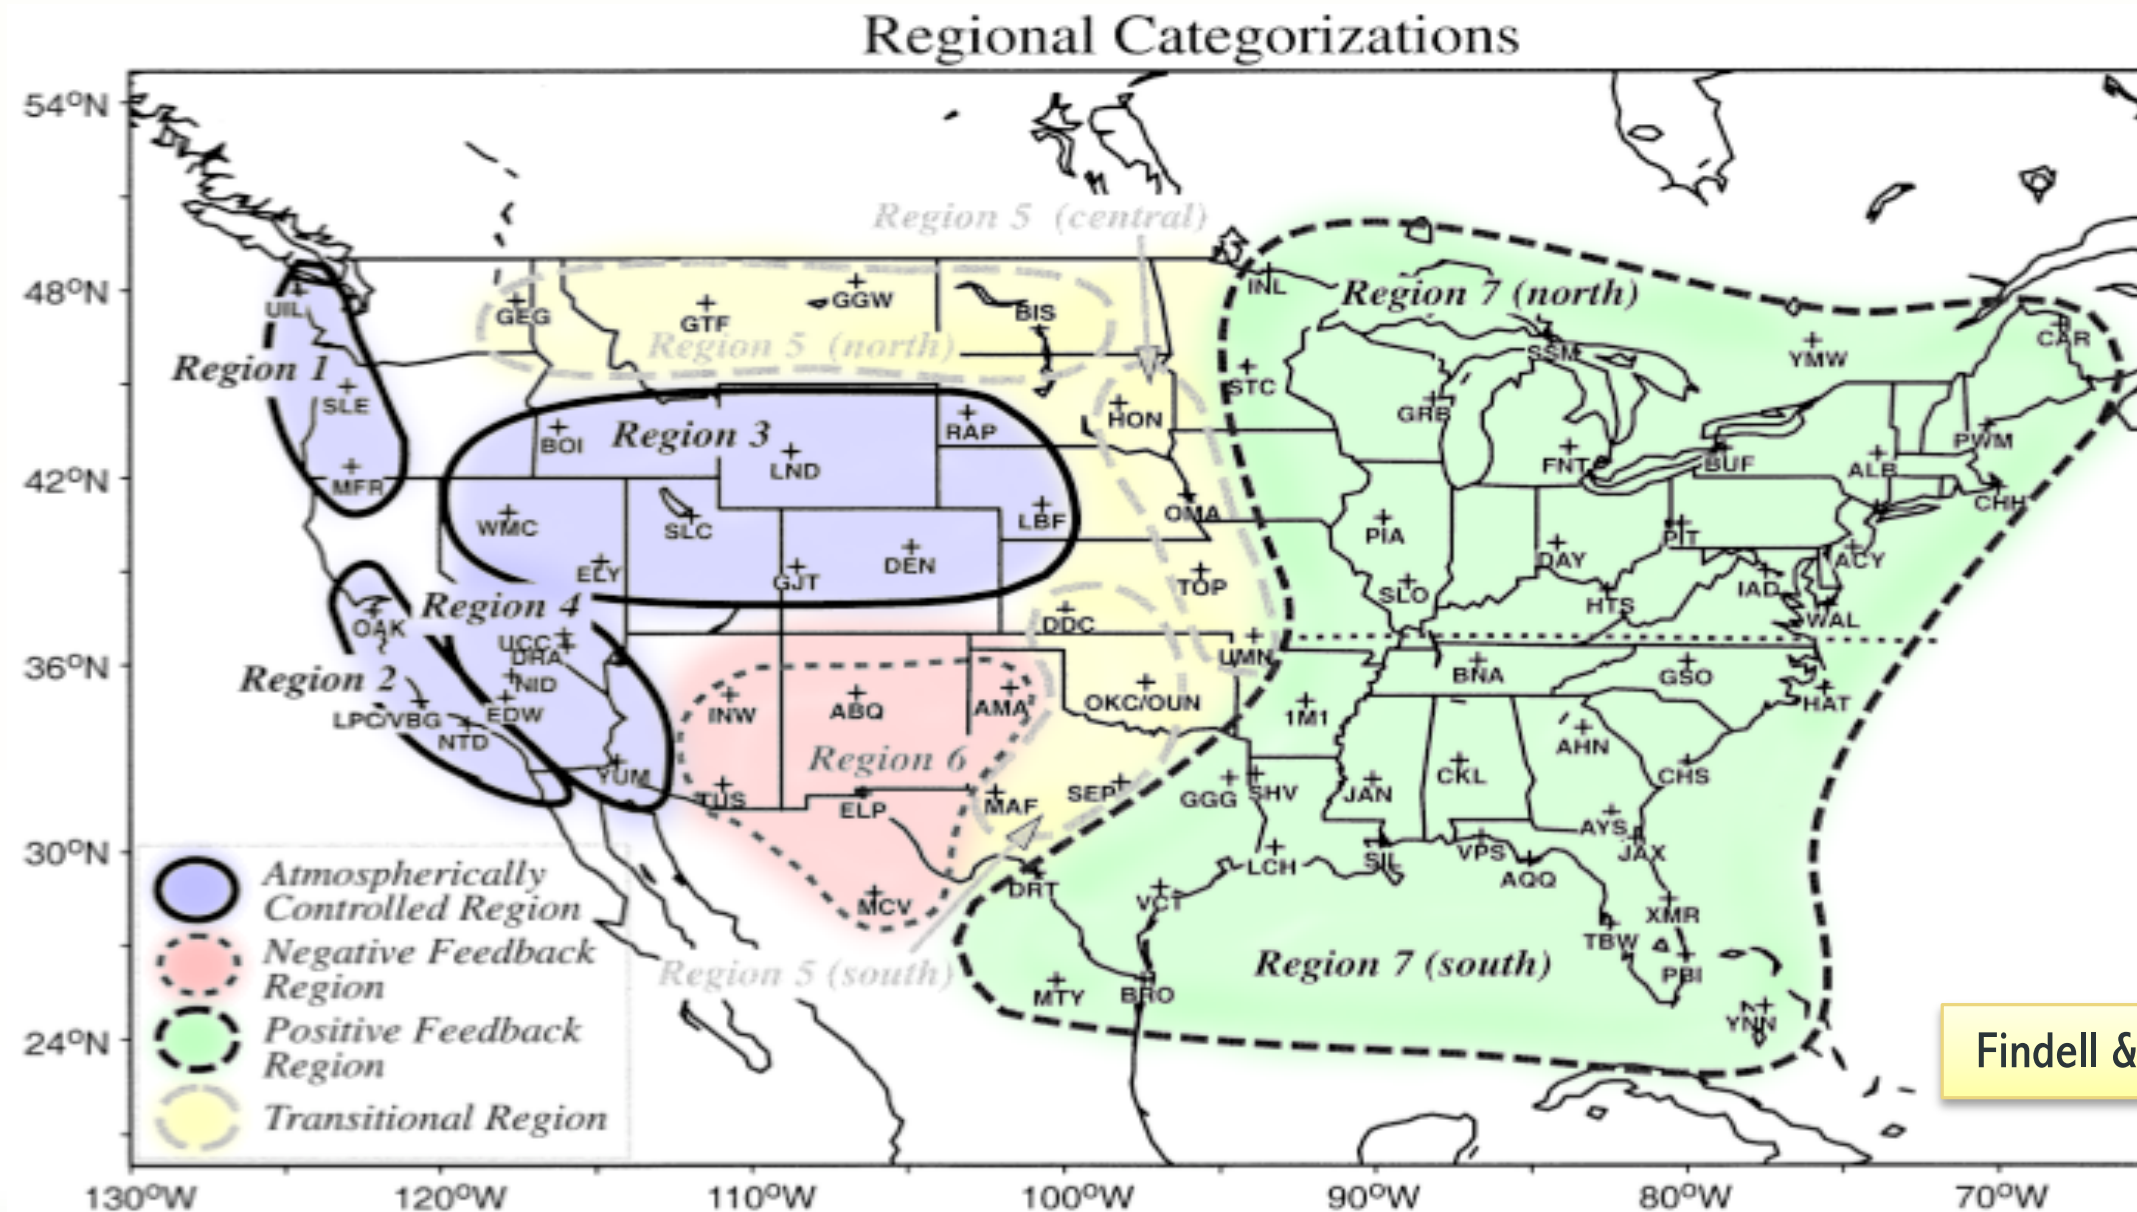 Regional Categorizations
54°N
48°N
42°N
36°N
30°N
24°N
130°W
120°W
110°W
100°W
90°W
80°W
70°W
Region 5 (central)
Region 7 (north)
Region 5 (north)
Region 1
Region 3
Region 4
Region 2
Region 6
Region 5 (south)
Region 7 (south)
UIL
SLE
MFR
GEG
GTF
GGW
BIS
INL
SSM
YMW
CAR
STC
GRB
HON
RAP
BOI
LND
FNT
BUF
ALB
PWM
CHH
WMC
SLC
LBF
OMA
PIA
PIT
ELY
GJT
DEN
TOP
SLO
DAY
HTS
IAD
ACY
WAL
OAK
UCC
DRA
NID
EDW
LPC/VBG
NTD
YUM
DDC
UMN
BNA
GSO
HAT
INW
ABQ
AMA
OKC/OUN
1M1
AHN
TUS
ELP
MAF
SEP
GGG
SHV
JAN
CKL
CHS
AYS
JAX
MCV
DRT
VCT
LCH
SIL
VPS
AQQ
XMR
TBW
PBI
MTY
BRO
YNN
Atmospherically
Controlled Region
Negative Feedback
Region
Positive Feedback
Region
Transitional Region
Findell &